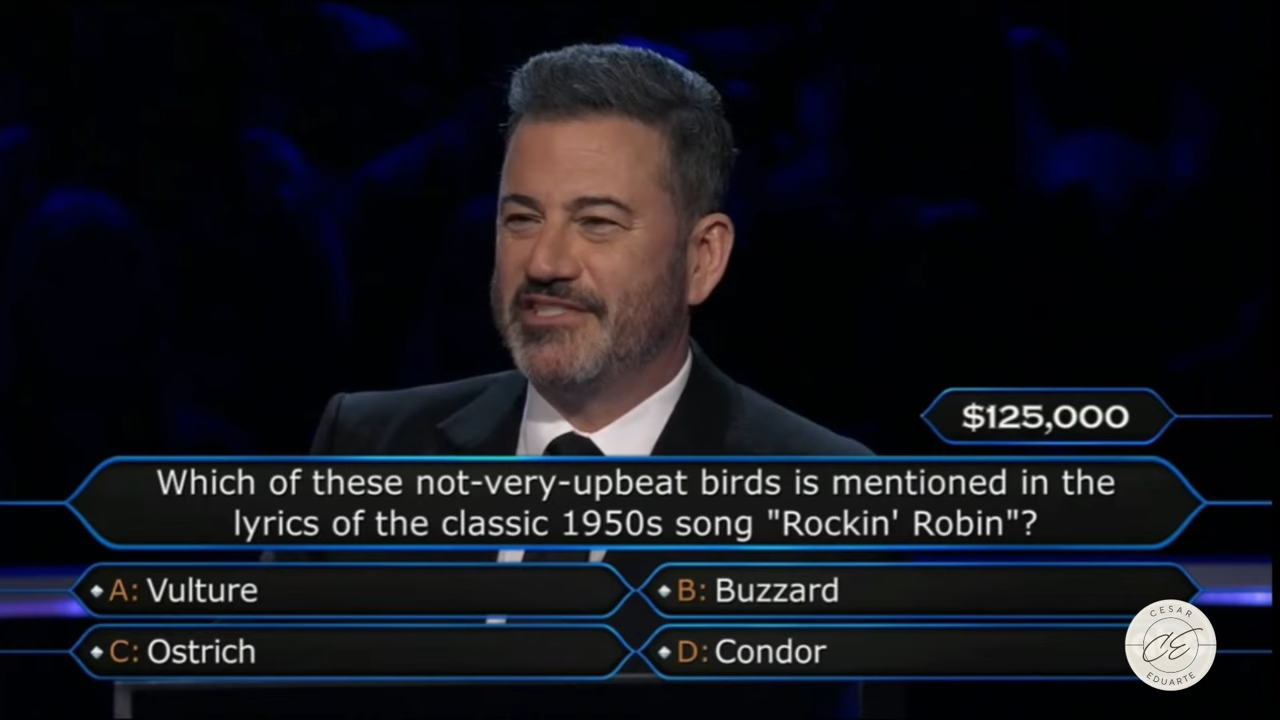 $125,000
Which of these not-very-upbeat birds is mentioned in the
lyrics of the classic 1950s song "Rockin' Robin"?
A: Vulture
B: Buzzard
C: Ostrich
D: Condor
CESAR
CE
EDUARTE